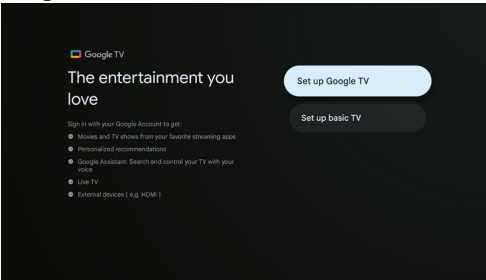 Google TV
The entertainment you
love
Sign in with your Google Account to get:
Movies and TV shows from your favorite streaming apps
Personalized recommendations
Google Assistant: Search and control your TV with your
voice
Live TV
External devices ( e.g. HDMI )
Set up Google TV
Set up basic TV